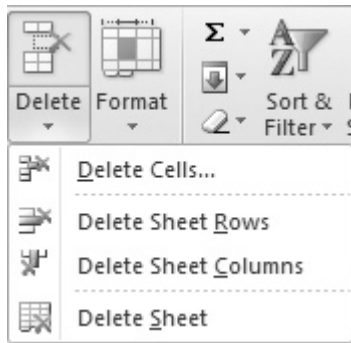 Delete Format
Σ
A
Z
Sort &
Filter
Delete Cells...
Delete Sheet Rows
Delete Sheet Columns
Delete Sheet